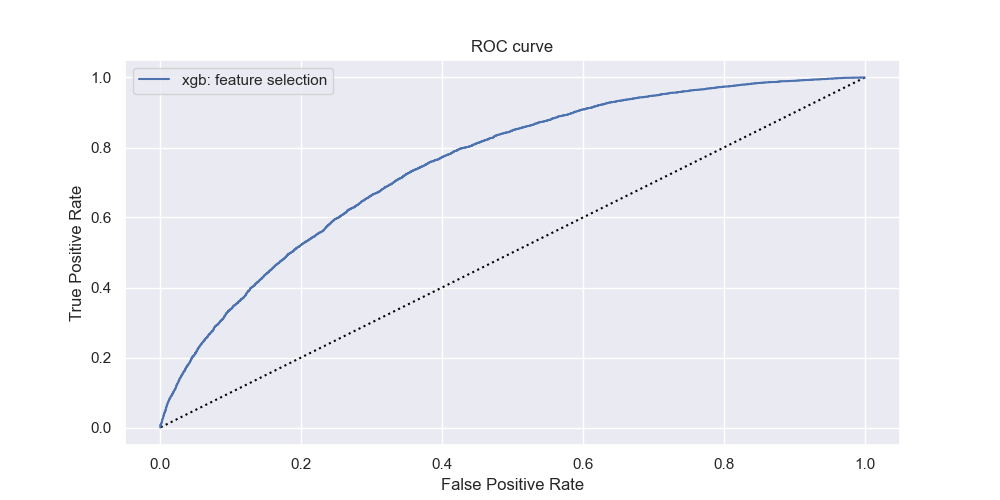 ROC curve
xgb: feature selection
True Positive Rate
1.0
0.8
0.6
0.4
0.2
0.0
0.0 0.2 0.4 0.6 0.8 1.0
False Positive Rate